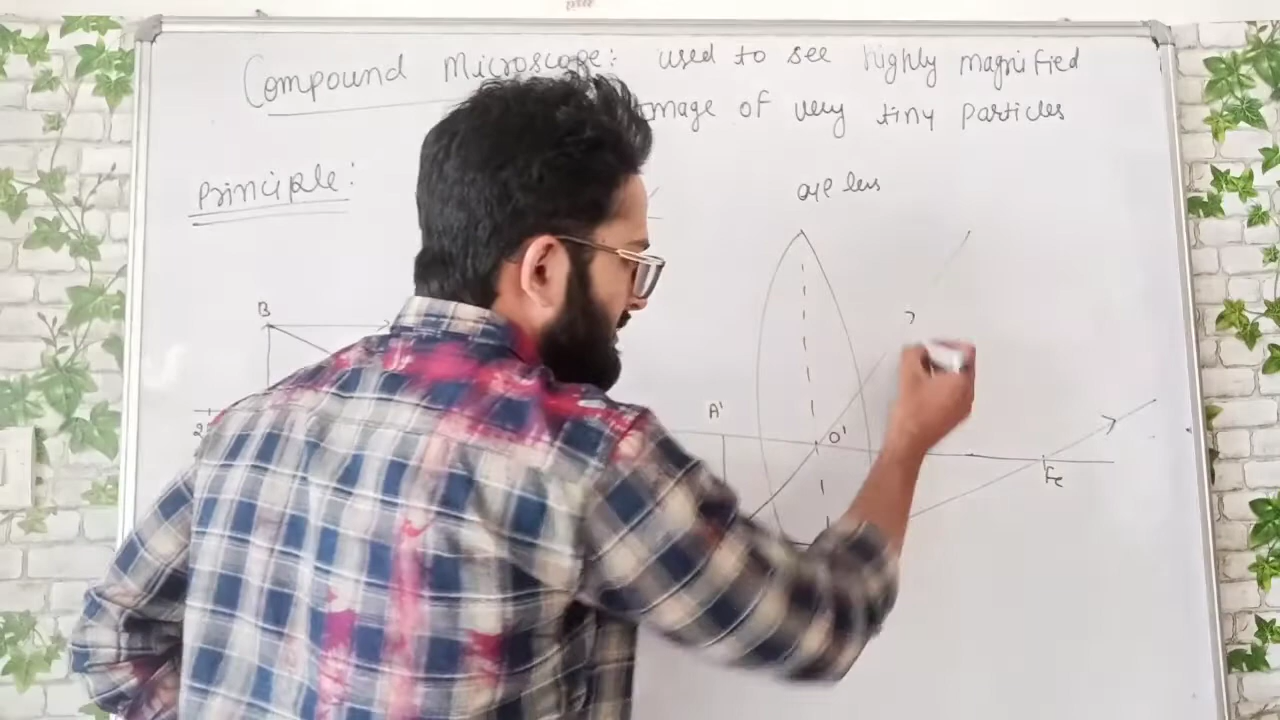 Compound Microscope: used to see highly magnified
image of very tiny particles
Principle:
eye lens
B
A'
O'
Fe